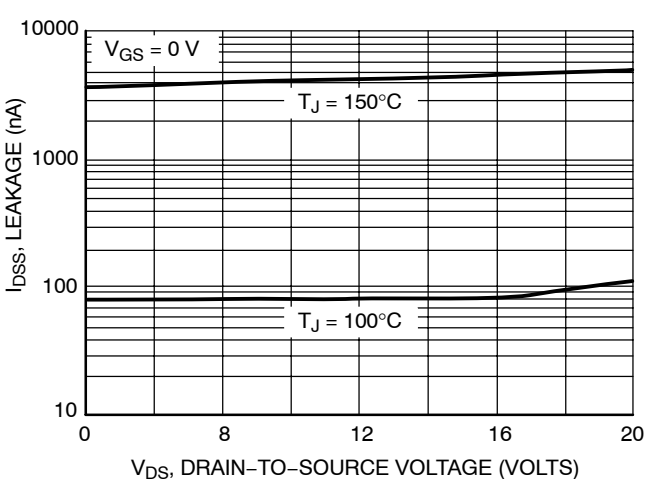 10000
1000
100
10
I_DSS, LEAKAGE (nA)
V_GS = 0 V
T_J = 150°C
T_J = 100°C
0 8 12 16 20
V_DS, DRAIN−TO−SOURCE VOLTAGE (VOLTS)